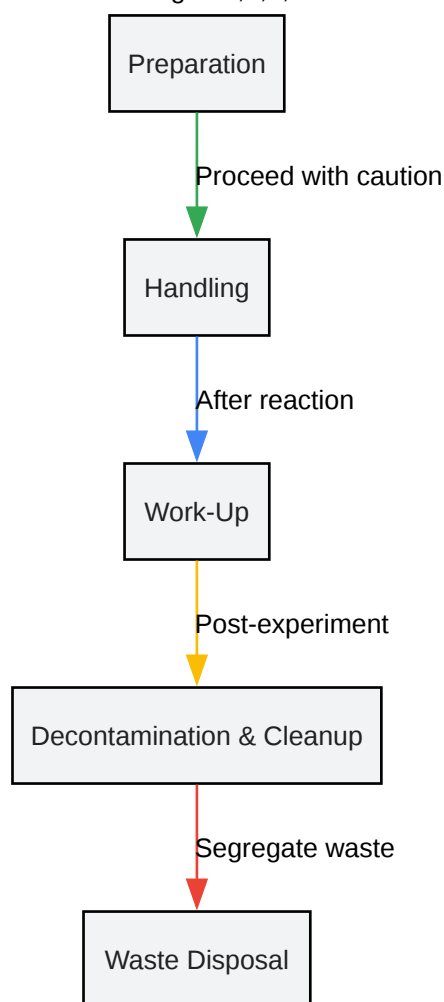 Preparation
Proceed with caution
Handling
After reaction
Work-Up
Post-experiment
Decontamination & Cleanup
Segregate waste
Waste Disposal